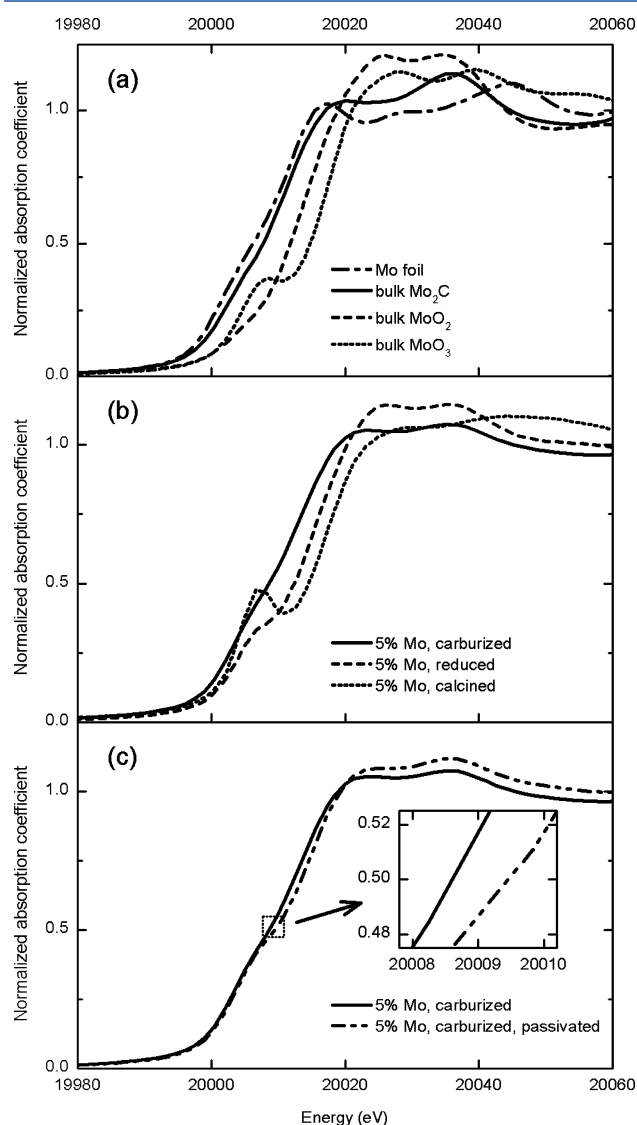 19980 20000 20020 20040 20060
(a)
1.0
0.5
0.0
Normalized absorption coefficient
Mo foil
bulk Mo₂C
bulk MoO₂
bulk MoO₃
(b)
1.0
0.5
0.0
Normalized absorption coefficient
5% Mo, carburized
5% Mo, reduced
5% Mo, calcined
(c)
1.0
0.5
0.0
Normalized absorption coefficient
0.52
0.50
0.48
20008 20009 20010
5% Mo, carburized
5% Mo, carburized, passivated
19980 20000 20020 20040 20060
Energy (eV)